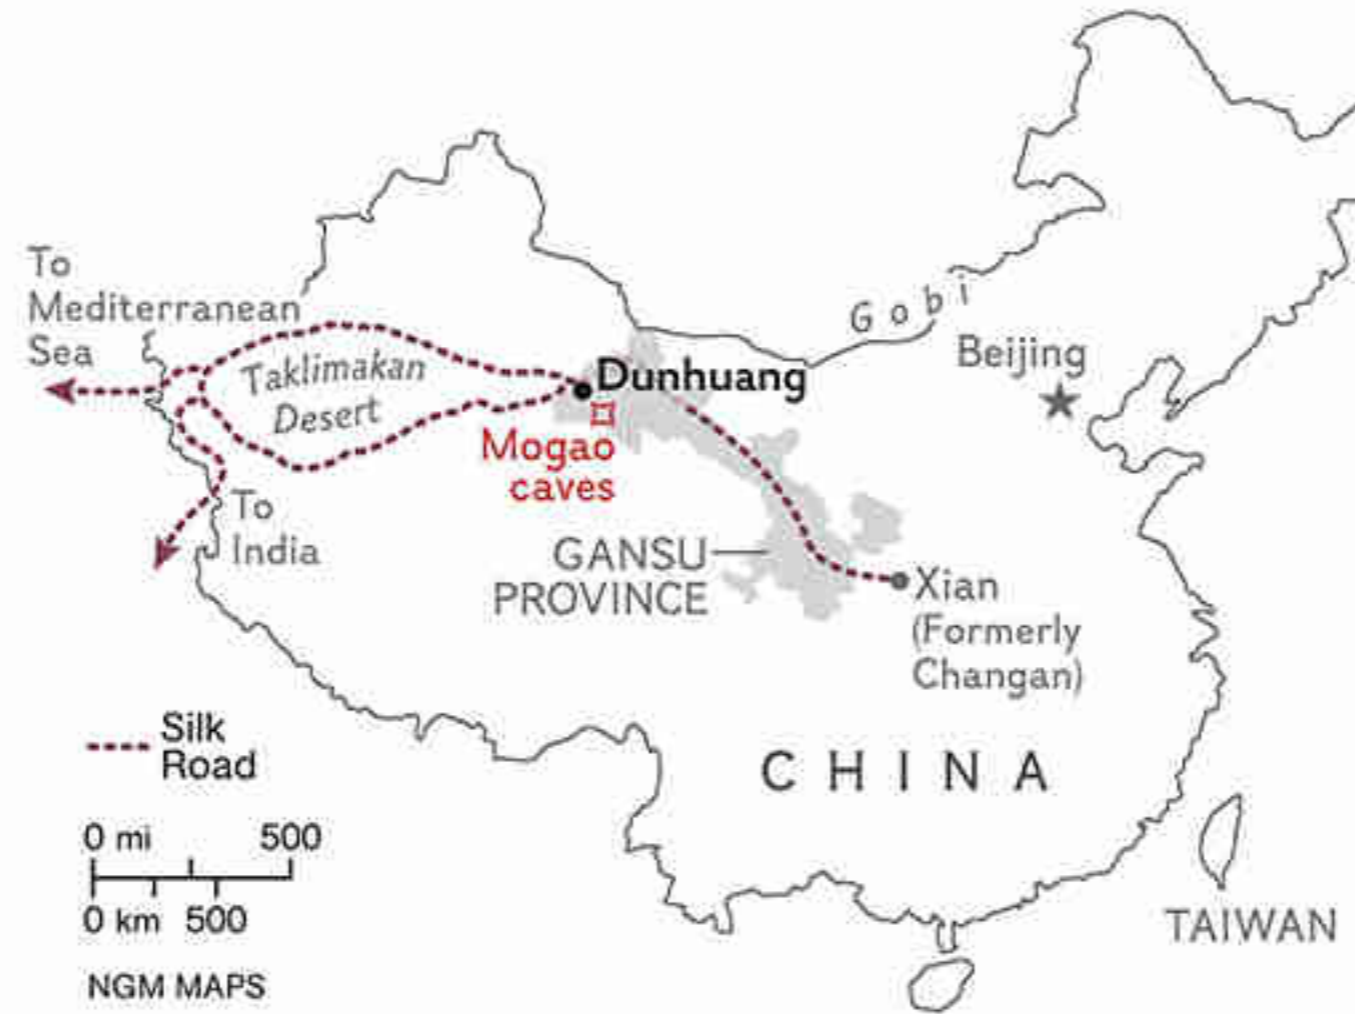 To
Mediterranean
Sea
Taklimakan
Desert
Gobi
Beijing
Dunhuang
Mogao
caves
To
India
GANSU
PROVINCE
Xian
(Formerly
Changan)
CHINA
TAIWAN
Silk
Road
0 mi 500
0 km 500
NGM MAPS